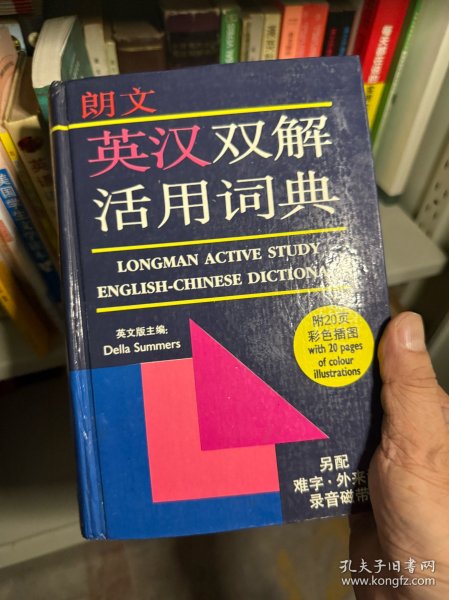 朗文
英汉双解
活用词典
LONGMAN ACTIVE STUDY
ENGLISH-CHINESE
英文版主编:
Della Summers
附20页
彩色插图
with 20 pages
of colour
illustrations
另配
难字·外来
录音磁带
孔夫子旧书网
www.kongfz.com